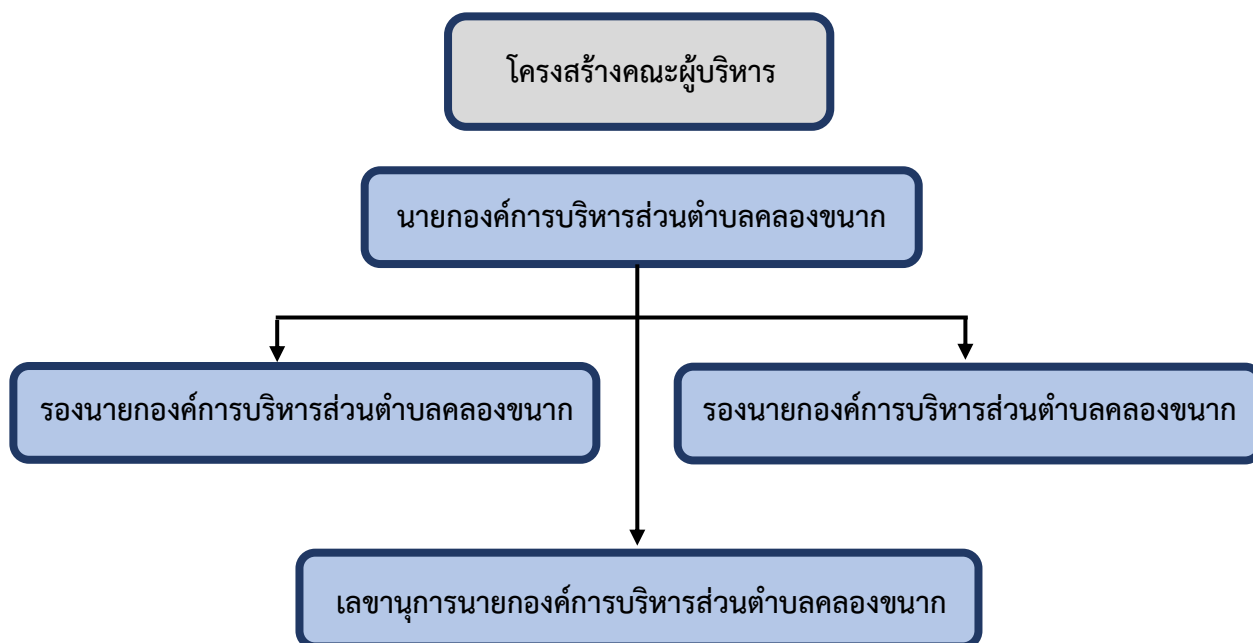 โครงสร้างคณะผู้บริหาร
นายกองค์การบริหารส่วนตำบลคลองขนาก
รองนายกองค์การบริหารส่วนตำบลคลองขนาก
รองนายกองค์การบริหารส่วนตำบลคลองขนาก
เลขานุการนายกองค์การบริหารส่วนตำบลคลองขนาก